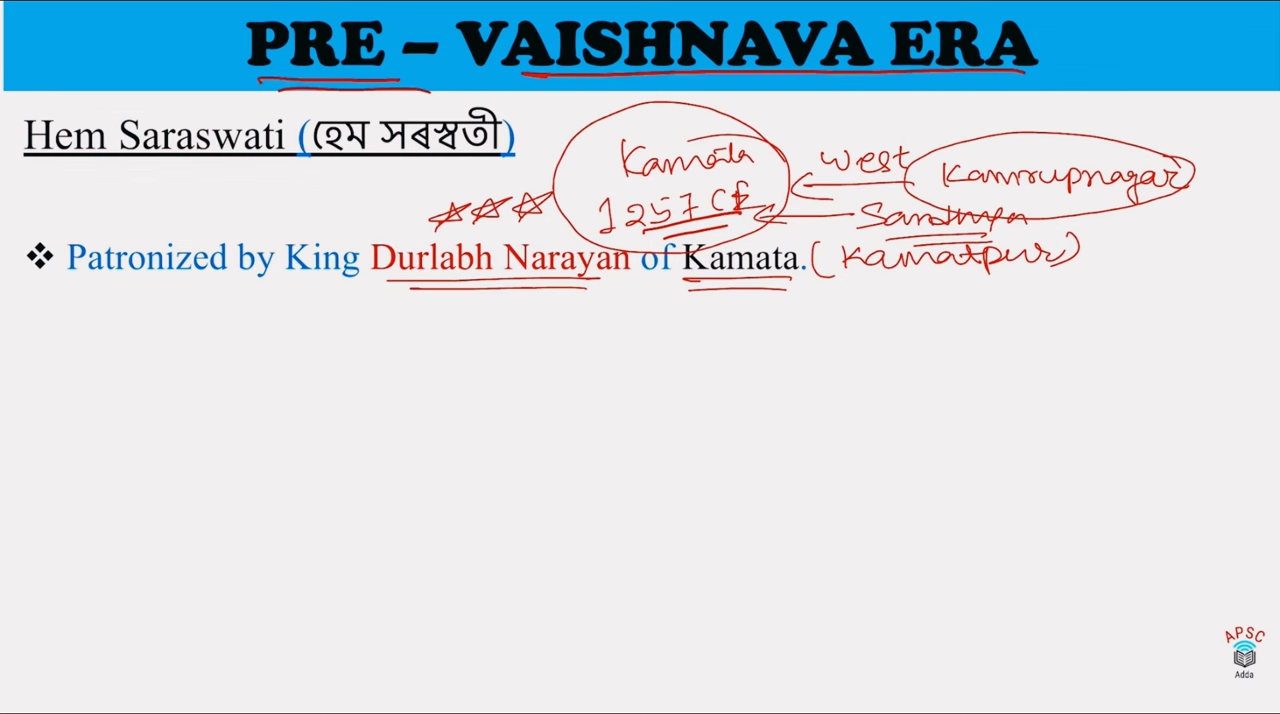 PRE – VAISHNAVA ERA
Hem Saraswati (হেম সৰস্বতী)
Kamata
1257 CE
west
Kamrupnagar
Sandhya
❖ Patronized by King Durlabh Narayan of Kamata. (Kamatpur)
APSC
Adda